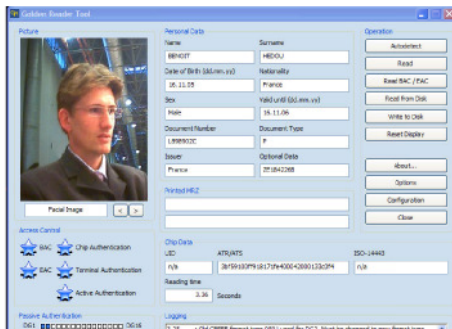 Golden Reader Tool
Picture
Personal Data
Operation
Name
Surname
BENOIT
HEDOU
Autodetect
Date of Birth (dd.mm.yy)
Nationality
Read
16.11.05
France
Read BAC / EAC
Sex
Valid until (dd.mm.yy)
Read from Disk
Male
15.11.06
Write to Disk
Document Number
Document Type
Reset Display
L898902C
P
Issuer
Optional Data
About...
France
ZE184226B
Options
Printed MRZ
Configuration
Facial Image
< >
Close
Access Control
Chip Data
BAC
Chip Authentication
UID
ATR/ATS
ISO-14443
n/a
n/a
EAC
Terminal Authentication
Reading time
Active Authentication
3.36
Seconds
Passive Authentication
Logging
DG1
DG16